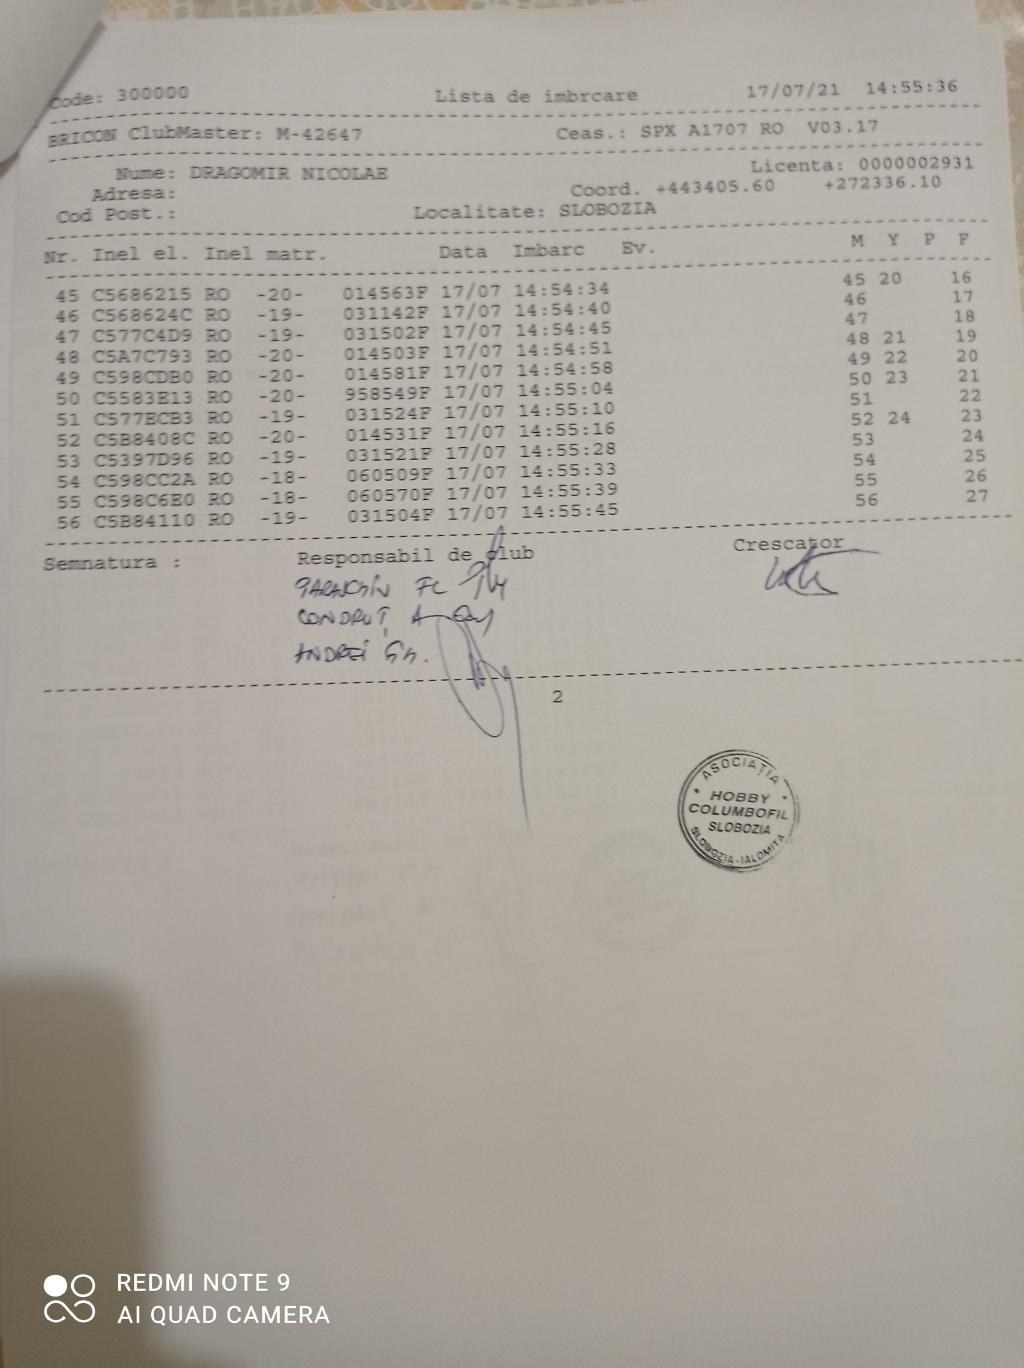 Code: 300000 Lista de imbrcare 17/07/21 14:55:36
BRICON ClubMaster: M-42647 Ceas.: SPX A1707 RO V03.17
Nume: DRAGOMIR NICOLAE Licenta: 0000002931
Adresa: Coord. +443405.60 +272336.10
Cod Post.: Localitate: SLOBOZIA
Nr. Inel el. Inel matr. Data Imbarc Ev. M Y P F
45 C5686215 RO -20- 014563F 17/07 14:54:34 45 20 16
46 C568624C RO -19- 031142F 17/07 14:54:40 46 17
47 C577C4D9 RO -19- 031502F 17/07 14:54:45 47 18
48 C5A7C793 RO -20- 014503F 17/07 14:54:51 48 21 19
49 C598CDB0 RO -20- 014581F 17/07 14:54:58 49 22 20
50 C5583E13 RO -20- 958549F 17/07 14:55:04 50 23 21
51 C577ECB3 RO -19- 031524F 17/07 14:55:10 51 22
52 C5B8408C RO -20- 014531F 17/07 14:55:16 52 24 23
53 C5397D96 RO -19- 031521F 17/07 14:55:28 53 24
54 C598CC2A RO -18- 060509F 17/07 14:55:33 54 25
55 C598C6E0 RO -18- 060570F 17/07 14:55:39 55 26
56 C5B84110 RO -19- 031504F 17/07 14:55:45 56 27
Semnatura : Responsabil de club Crescator
CONDRUȚ A
ANDREI Gh.
2
ASOCIAȚIA
HOBBY
COLUMBOFIL
SLOBOZIA
SLOBOZIA-IALOMIȚA
REDMI NOTE 9
AI QUAD CAMERA